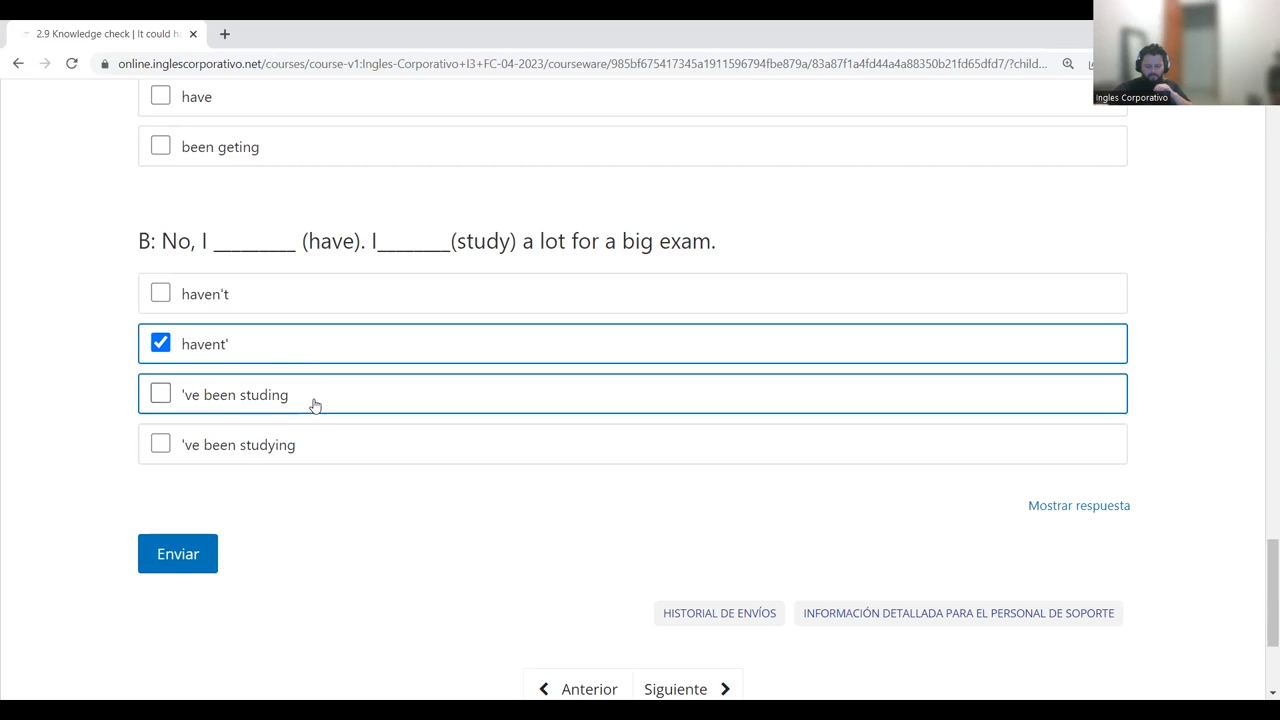 2.9 Knowledge check | It could ha
online.inglescorporativo.net/courses/course-v1:Ingles-Corporativo+I3+FC-04-2023/courseware/985bf675417345a1911596794fbe879a/83a87f1a4fd44a4a88350b21fd65dfd7/?child...
Ingles Corporativo
have
been geting
B: No, I _________ (have). I________(study) a lot for a big exam.
haven't
havent'
've been studing
've been studying
Mostrar respuesta
Enviar
HISTORIAL DE ENVÍOS
INFORMACIÓN DETALLADA PARA EL PERSONAL DE SOPORTE
Anterior
Siguiente